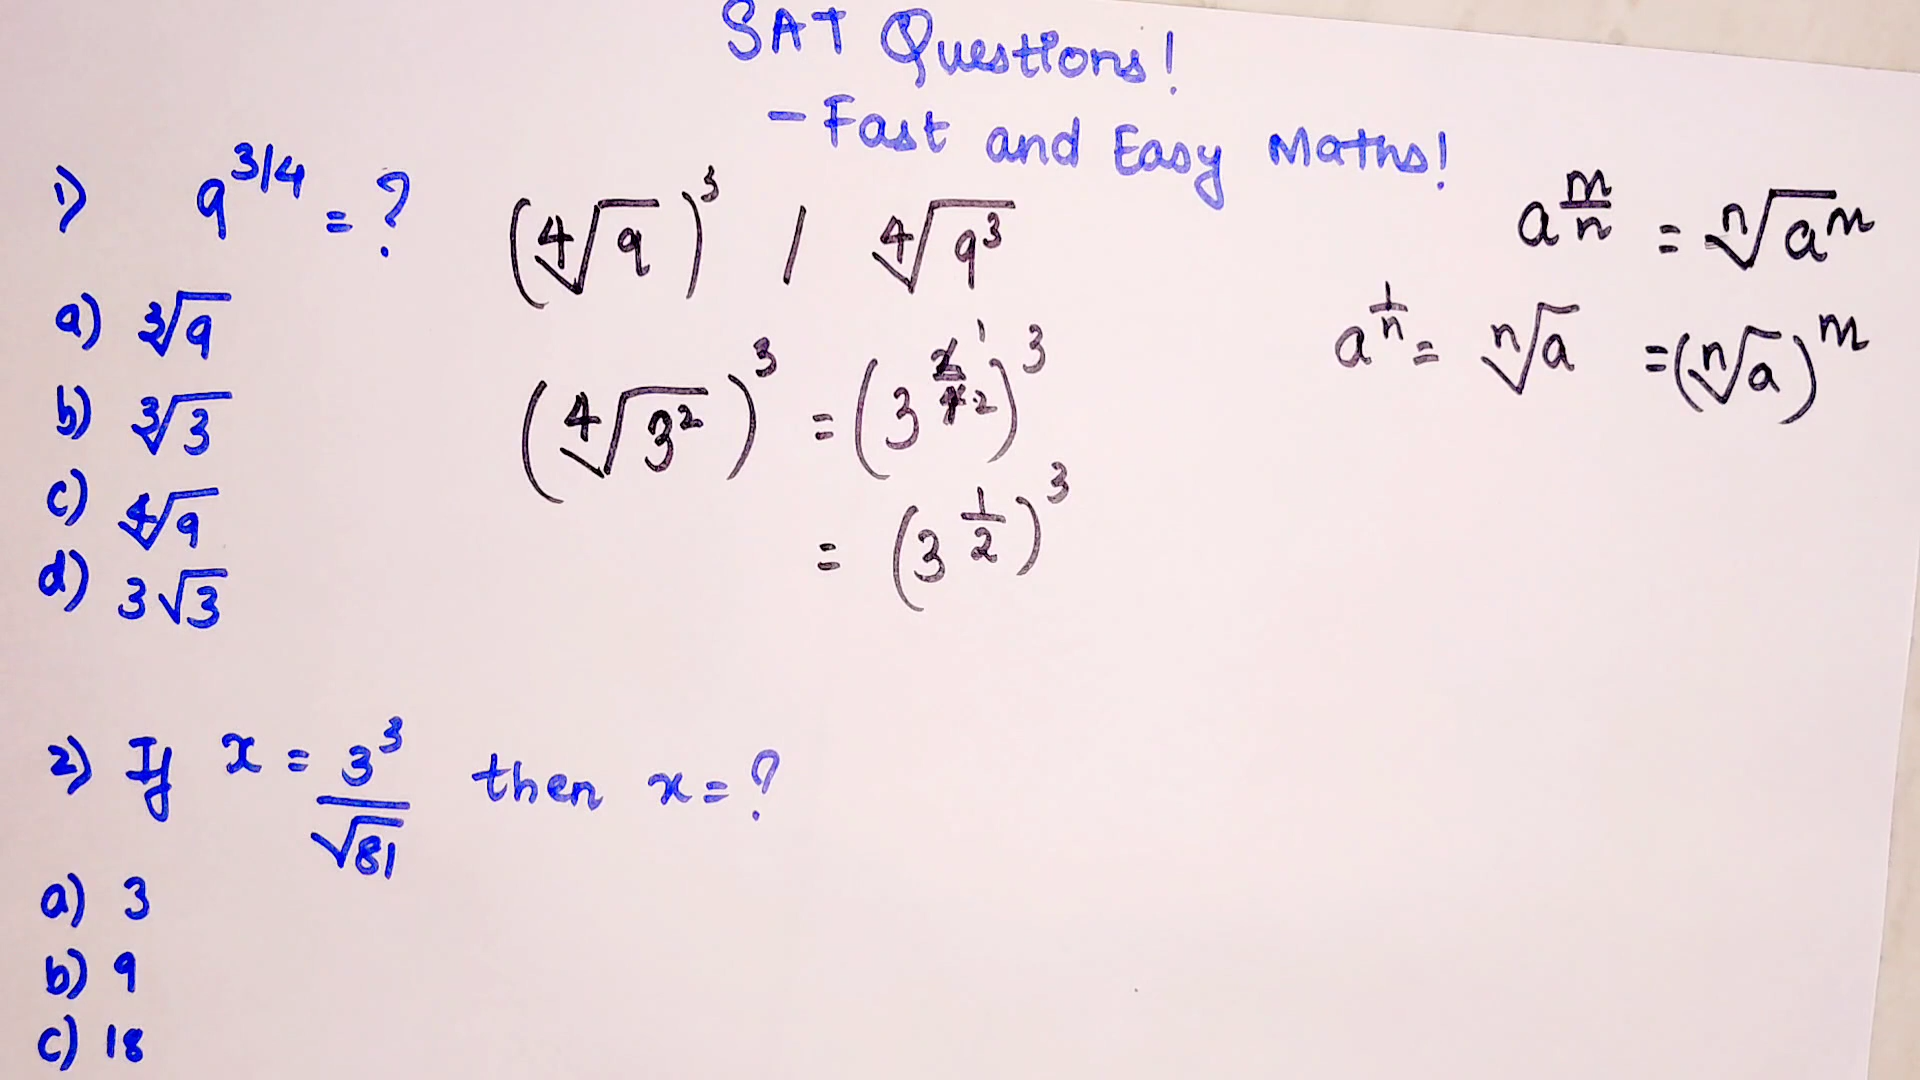 SAT Questions!
- Fast and Easy Maths!
1) 9^{3/4} = ?
(∜9)^3 / ∜9^3
a^{m/n} = ⁿ√a^m
a^{1/n} = ⁿ√a = (ⁿ√a)^m
a) ∛9
b) ∛3
c) ∜9
d) 3√3
(∜3^2)^3 = (3^{2/4 1/2})^3
= (3^{1/2})^3
2) If x = 3^3/√81 then x = ?
a) 3
b) 9
c) 18